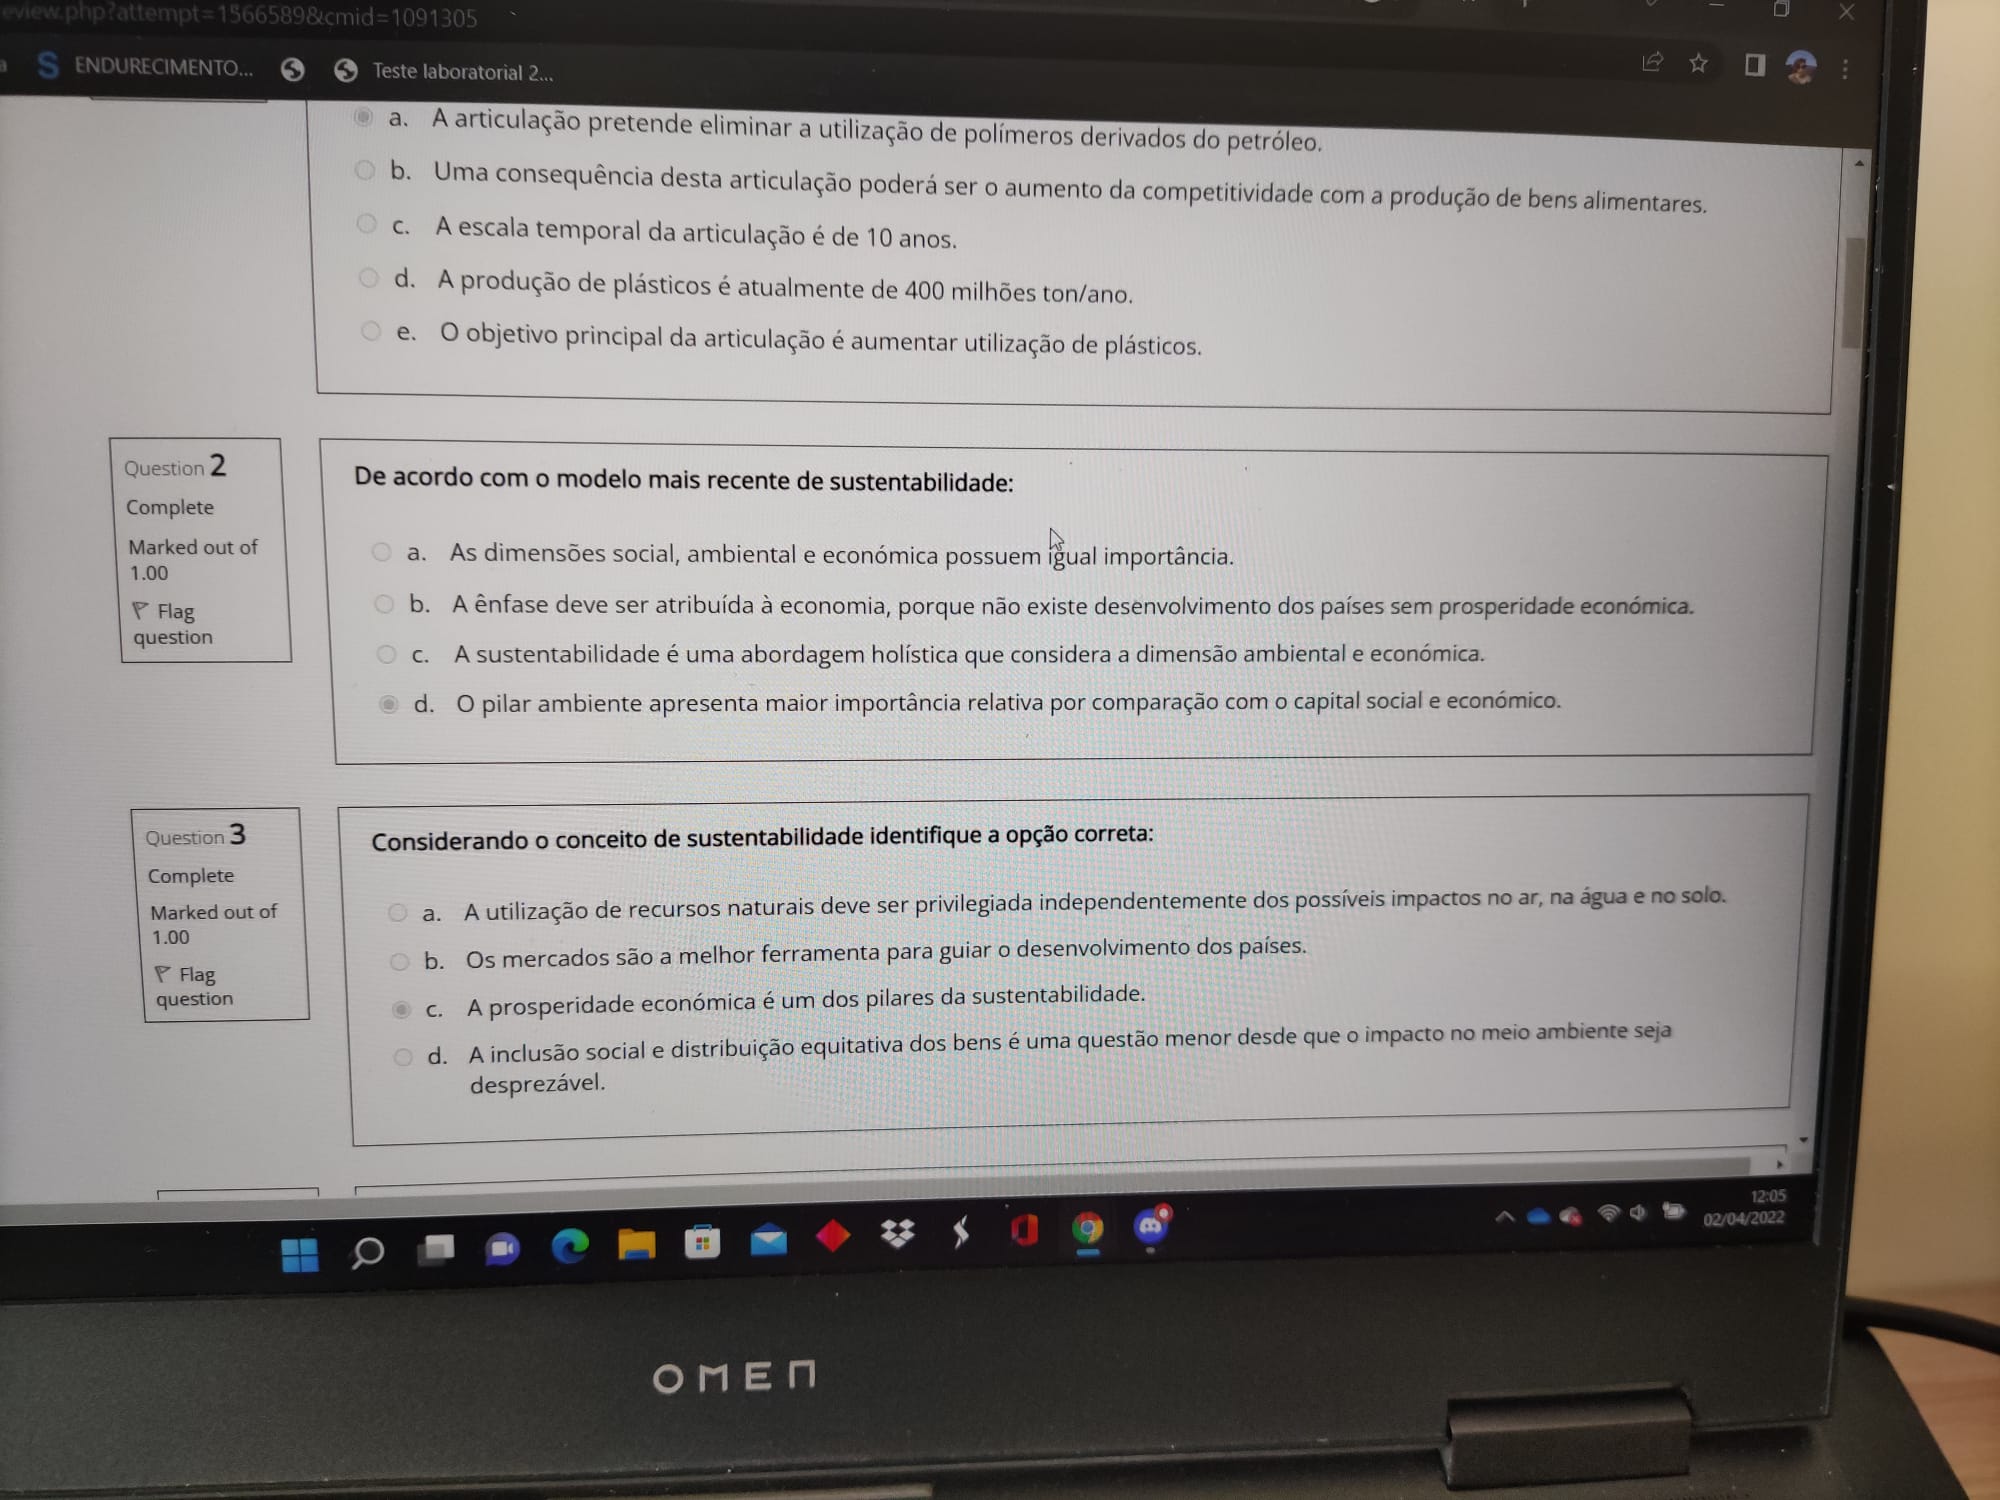 eview.php?attempt=1566589&cmid=1091305
ENDURECIMENTO...
Teste laboratorial 2...
a. A articulação pretende eliminar a utilização de polímeros derivados do petróleo.
b. Uma consequência desta articulação poderá ser o aumento da competitividade com a produção de bens alimentares.
c. A escala temporal da articulação é de 10 anos.
d. A produção de plásticos é atualmente de 400 milhões ton/ano.
e. O objetivo principal da articulação é aumentar utilização de plásticos.
Question 2
Complete
Marked out of
1.00
Flag
question
De acordo com o modelo mais recente de sustentabilidade:
a. As dimensões social, ambiental e económica possuem igual importância.
b. A ênfase deve ser atribuída à economia, porque não existe desenvolvimento dos países sem prosperidade económica.
c. A sustentabilidade é uma abordagem holística que considera a dimensão ambiental e económica.
d. O pilar ambiente apresenta maior importância relativa por comparação com o capital social e económico.
Question 3
Complete
Marked out of
1.00
Flag
question
Considerando o conceito de sustentabilidade identifique a opção correta:
a. A utilização de recursos naturais deve ser privilegiada independentemente dos possíveis impactos no ar, na água e no solo.
b. Os mercados são a melhor ferramenta para guiar o desenvolvimento dos países.
c. A prosperidade económica é um dos pilares da sustentabilidade.
d. A inclusão social e distribuição equitativa dos bens é uma questão menor desde que o impacto no meio ambiente seja
desprezável.
12:05
02/04/2022
OMEN